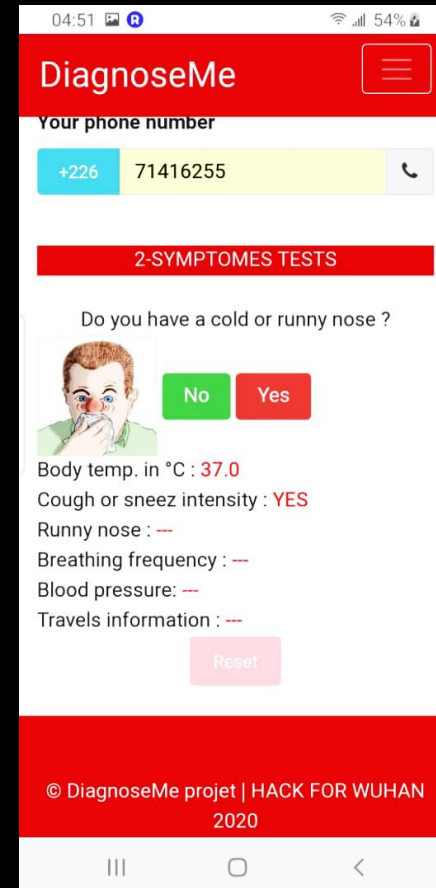 04:51 R 54%
DiagnoseMe
Your phone number
+226 71416255
2-SYMPTOMES TESTS
Do you have a cold or runny nose ?
No Yes
Body temp. in °C : 37.0
Cough or sneez intensity : YES
Runny nose : ---
Breathing frequency : ---
Blood pressure: ---
Travels information : ---
Reset
© DiagnoseMe projet | HACK FOR WUHAN
2020